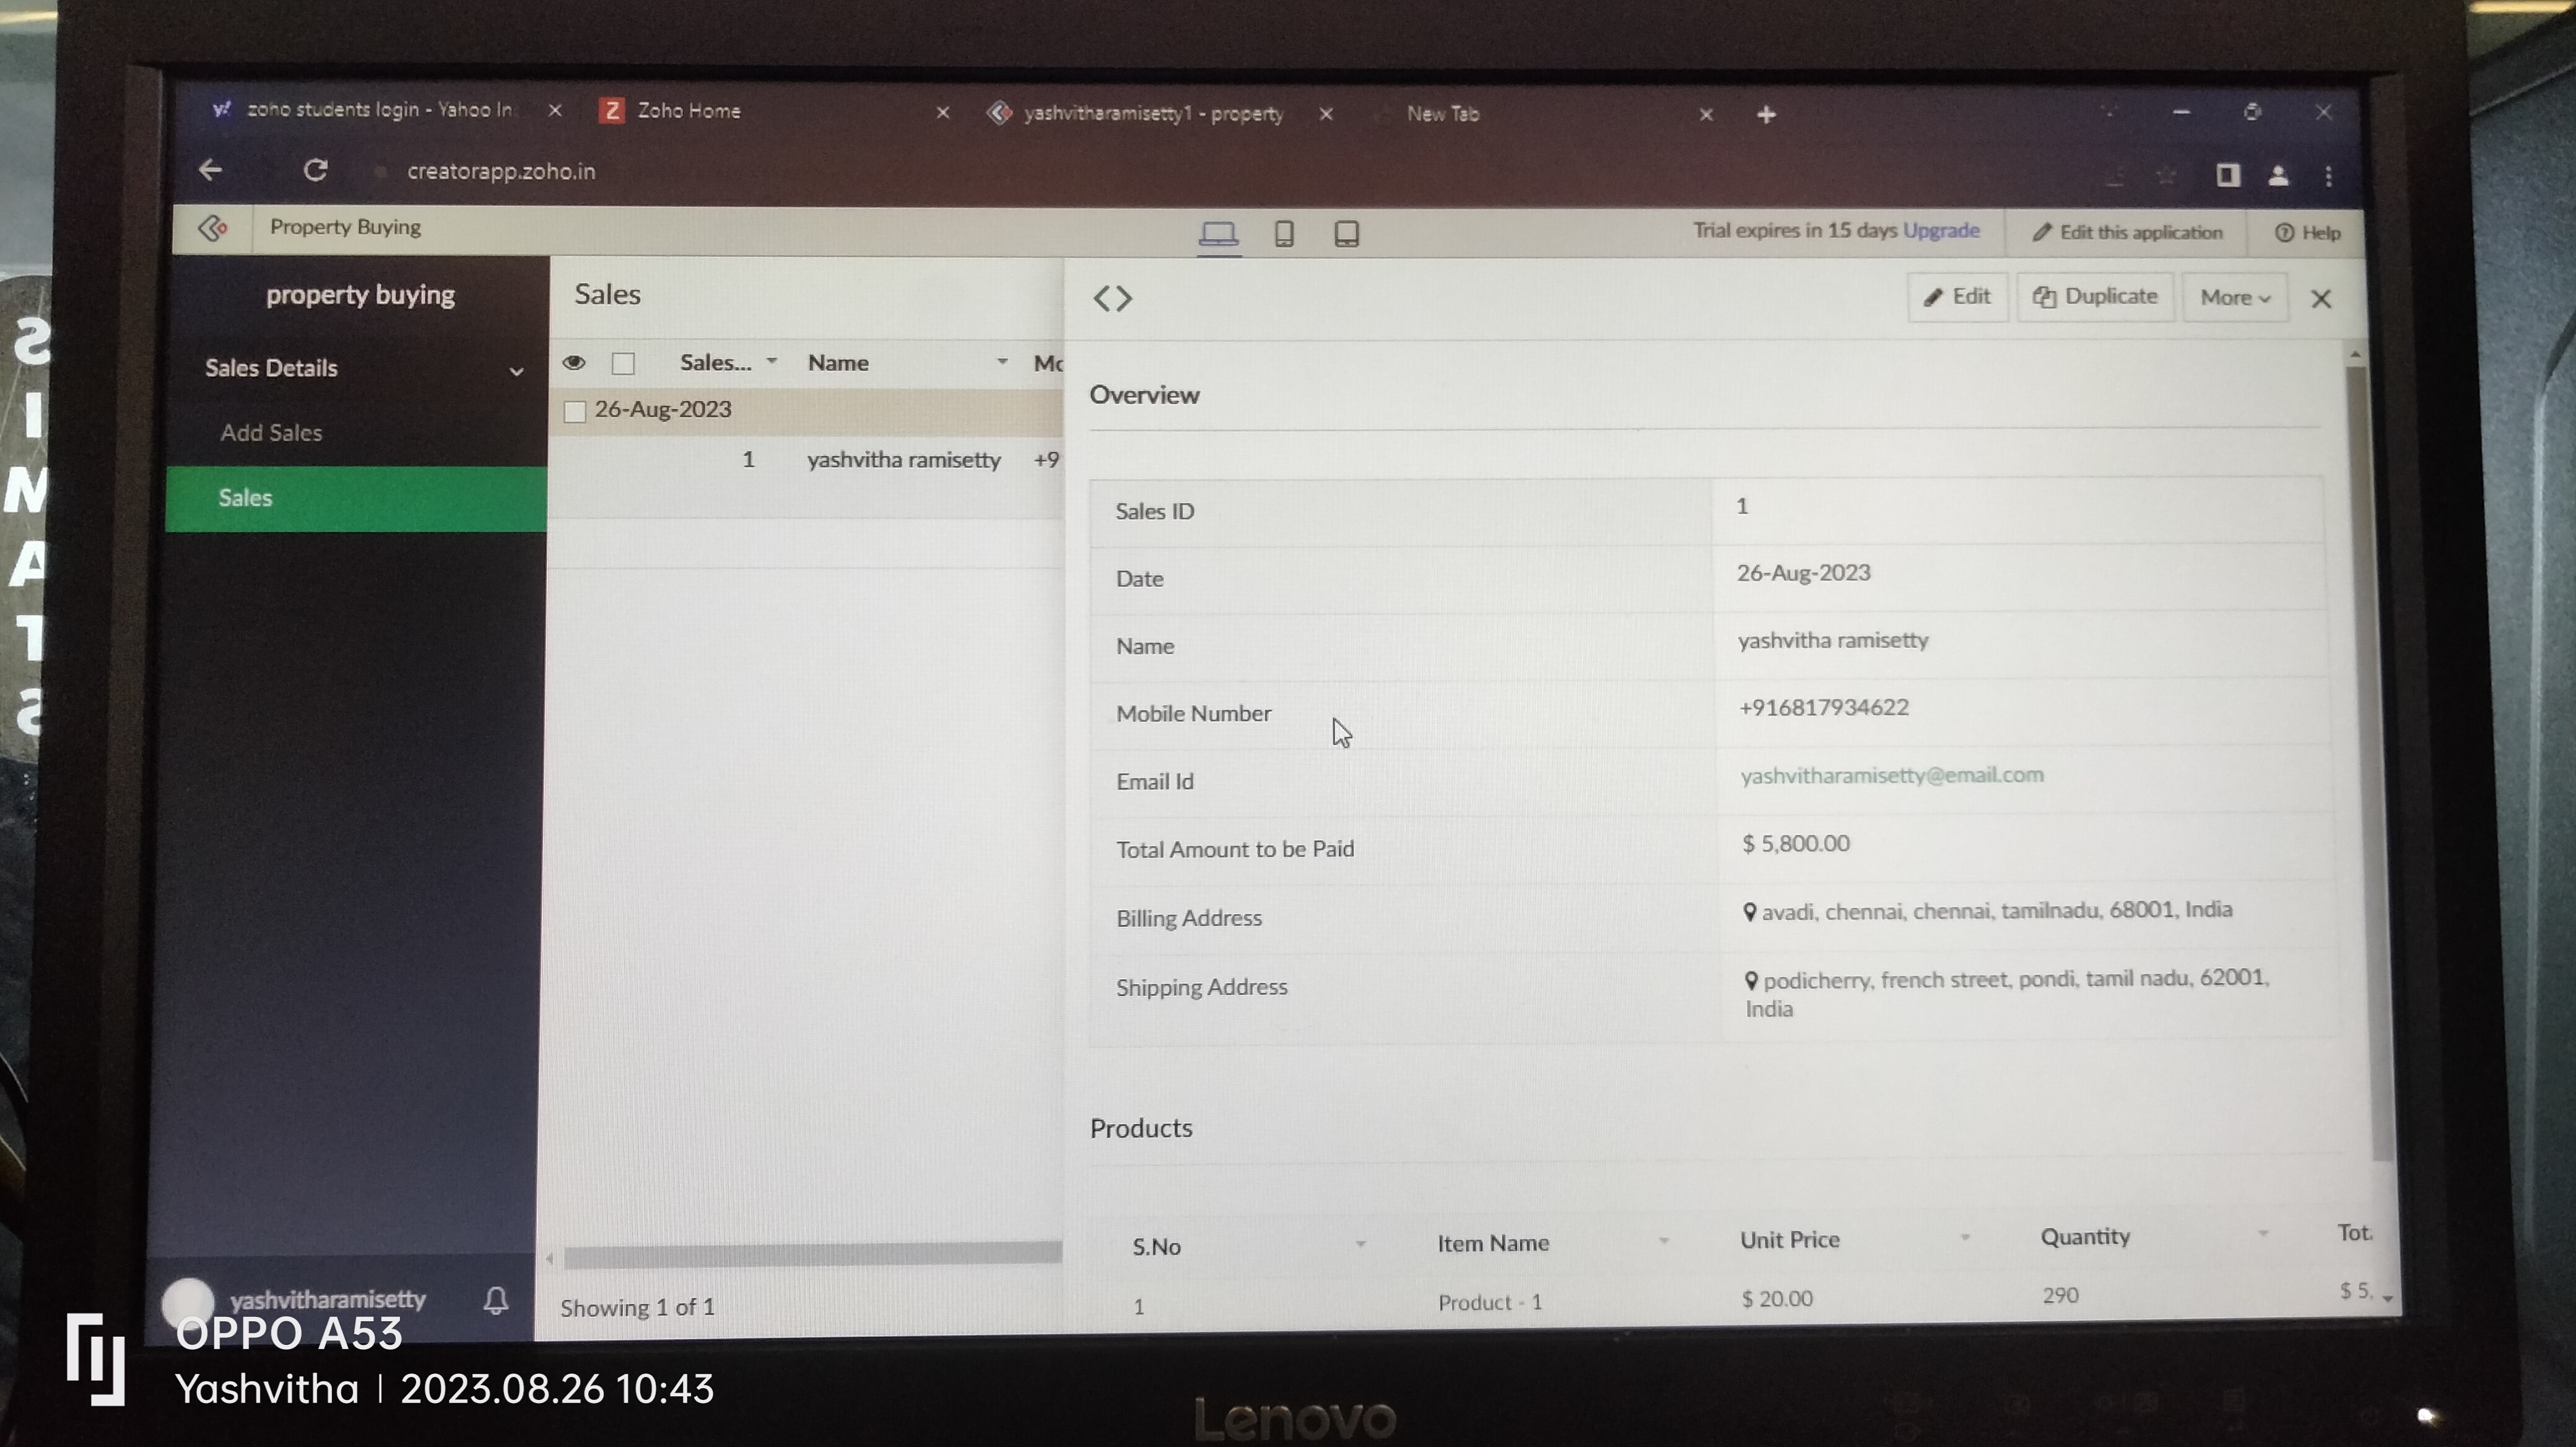 zoho students login - Yahoo In
Zoho Home
yashvitharamisetty1 - property
New Tab
creatorapp.zoho.in
Property Buying
Trial expires in 15 days Upgrade
Edit this application
Help
property buying
Sales Details
Add Sales
Sales
Sales
Sales...
Name
26-Aug-2023
1
yashvitha ramisetty
+9
Showing 1 of 1
Edit
Duplicate
More
Overview
Sales ID
1
Date
26-Aug-2023
Name
yashvitha ramisetty
Mobile Number
+916817934622
Email Id
yashvitharamisetty@email.com
Total Amount to be Paid
$ 5,800.00
Billing Address
avadi, chennai, chennai, tamilnadu, 68001, India
Shipping Address
podicherry, french street, pondi, tamil nadu, 62001,
India
Products
S.No
Item Name
Unit Price
Quantity
Tot.
1
Product - 1
$ 20.00
290
$ 5,
yashvitharamisetty
OPPO A53
Yashvitha | 2023.08.26 10:43
Lenovo